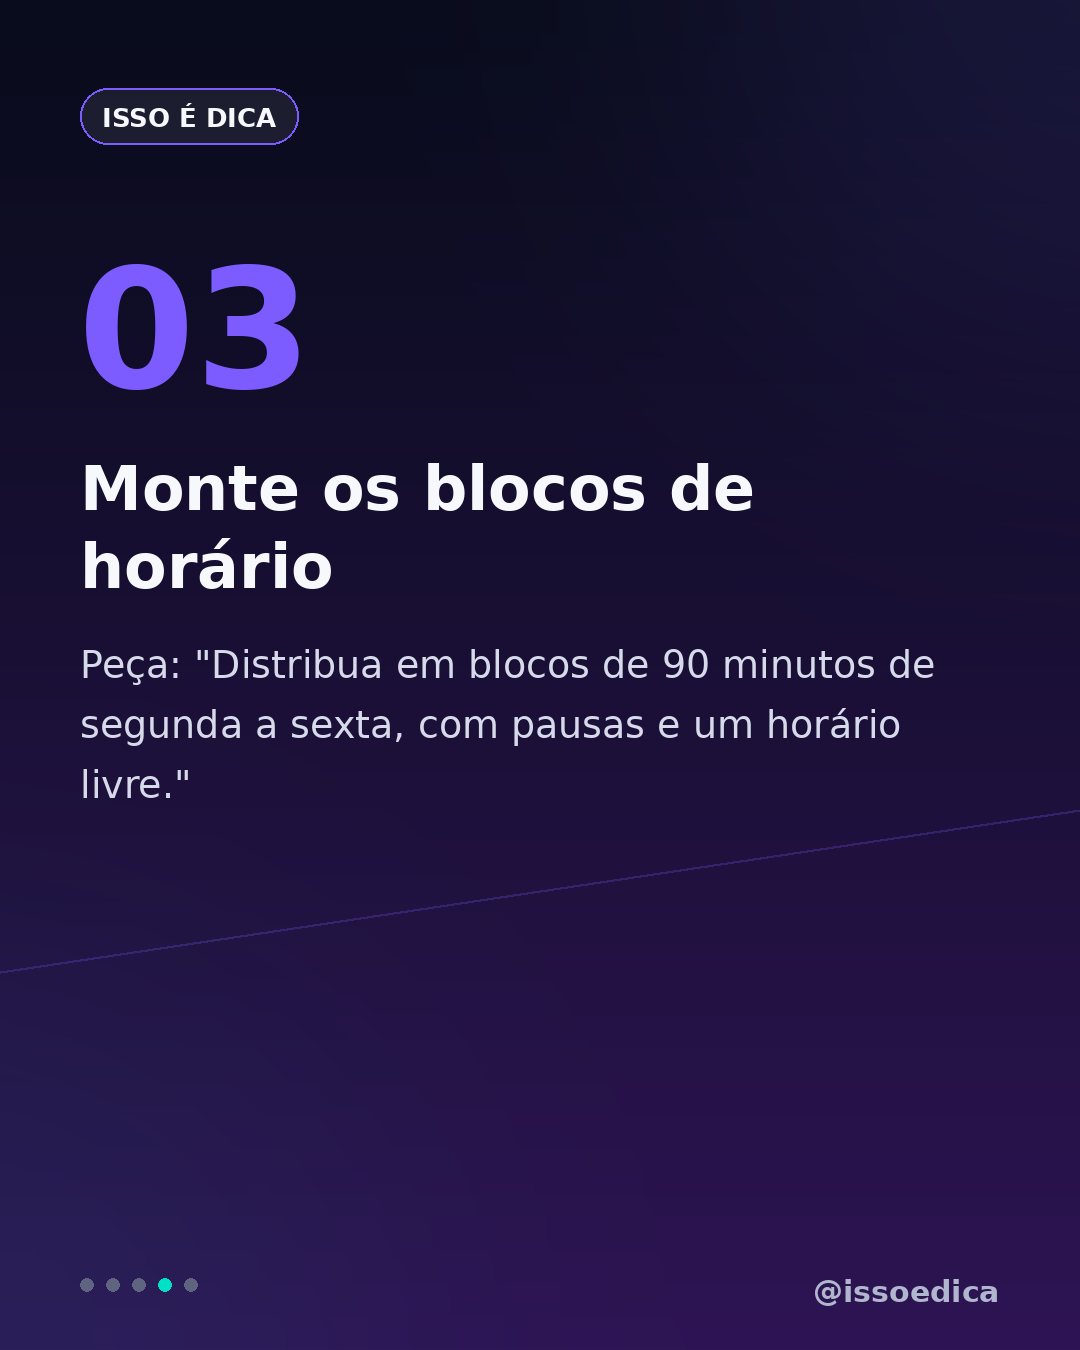 ISSO É DICA
03
Monte os blocos de
horário
Peça: "Distribua em blocos de 90 minutos de
segunda a sexta, com pausas e um horário
livre."
@issoedica